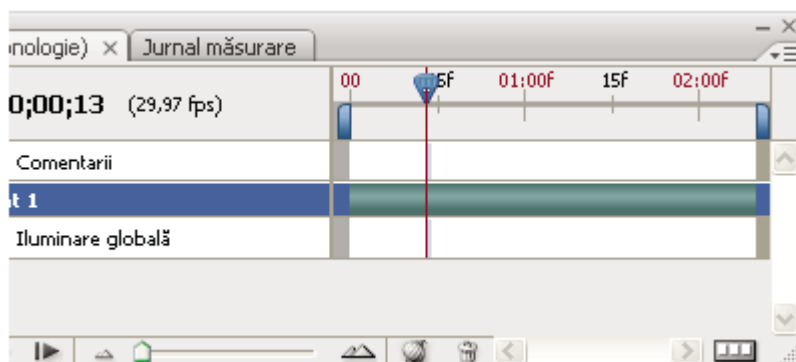 onologie) × Jurnal măsurare
00 15f 01:00f 15f 02:00f
0;00;13 (29,97 fps)
Comentarii
t 1
Iluminare globală